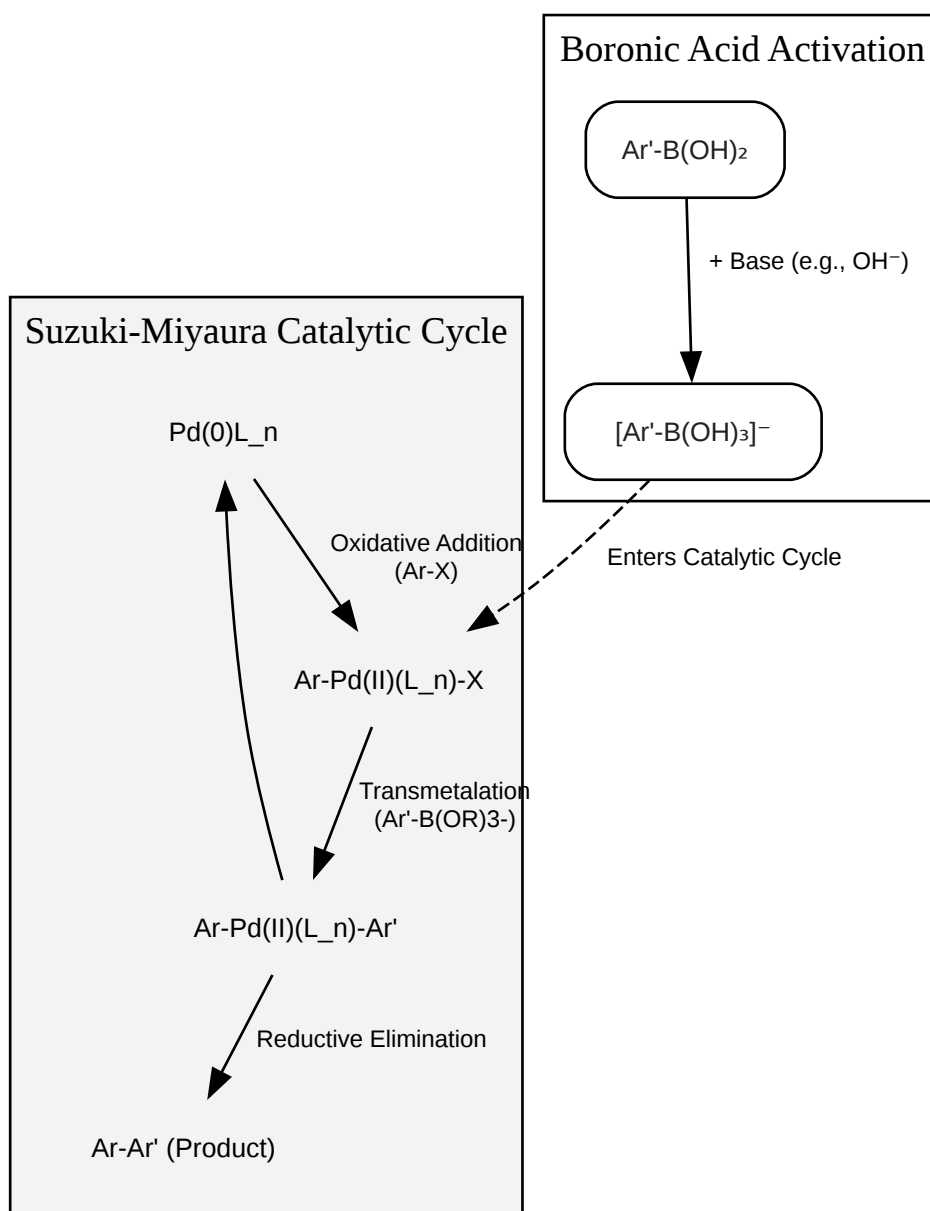 Boronic Acid Activation
Ar'-B(OH)₂
+ Base (e.g., OH⁻)
[Ar'-B(OH)₃]⁻
Enters Catalytic Cycle
Suzuki-Miyaura Catalytic Cycle
Pd(0)L_n
Oxidative Addition
(Ar-X)
Ar-Pd(II)(L_n)-X
Transmetalation
(Ar'-B(OR)3-)
Ar-Pd(II)(L_n)-Ar'
Reductive Elimination
Ar-Ar' (Product)